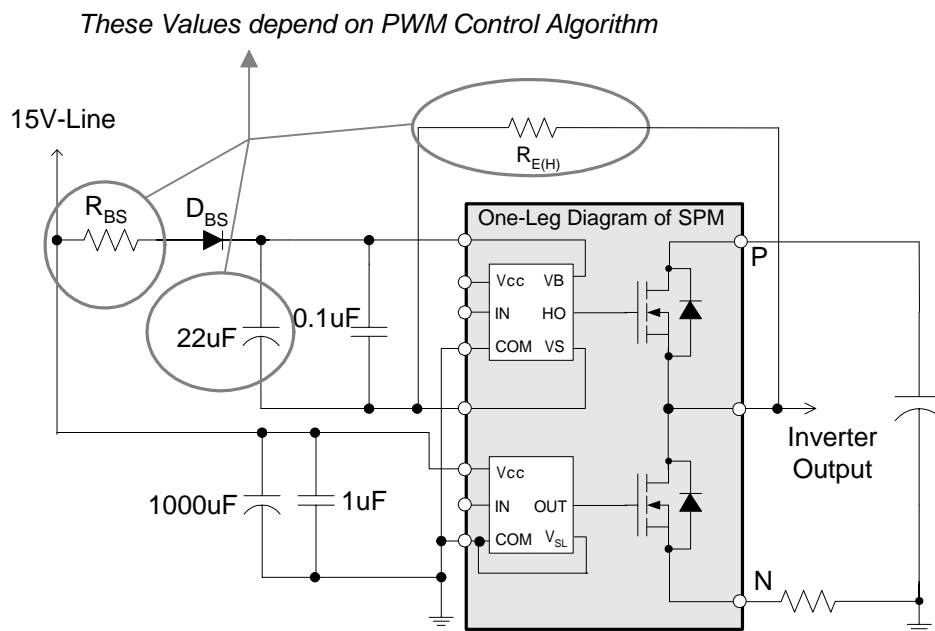 These Values depend on PWM Control Algorithm
15V-Line
R_E(H)
R_BS
D_BS
One-Leg Diagram of SPM
P
Vcc
VB
IN
HO
COM
VS
22uF
0.1uF
Inverter
Output
Vcc
IN
OUT
COM
V_SL
1000uF
1uF
N